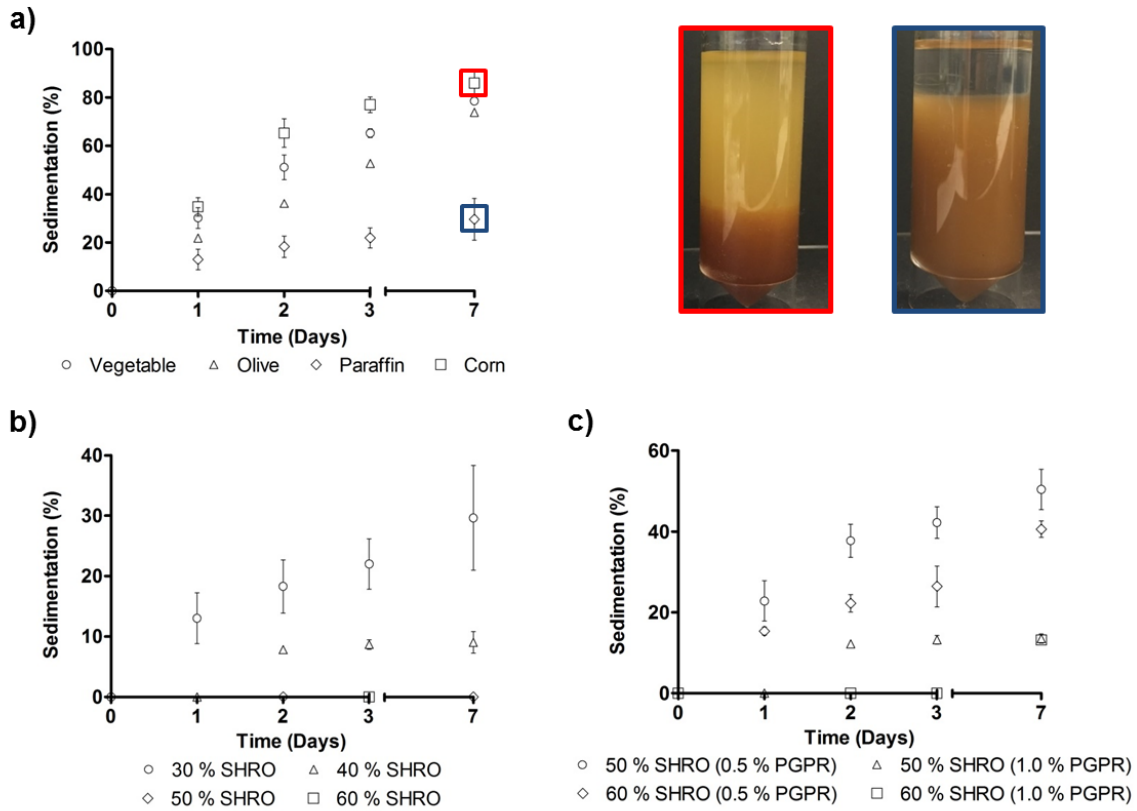 a)
100
80
60
40
20
0
Sedimentation (%)
0 1 2 3 7
Time (Days)
Vegetable Olive Paraffin Corn
b)
40
30
20
10
0
Sedimentation (%)
0 1 2 3 7
Time (Days)
30 % SHRO 40 % SHRO
50 % SHRO 60 % SHRO
c)
60
40
20
0
Sedimentation (%)
0 1 2 3 7
Time (Days)
50 % SHRO (0.5 % PGPR) 50 % SHRO (1.0 % PGPR)
60 % SHRO (0.5 % PGPR) 60 % SHRO (1.0 % PGPR)